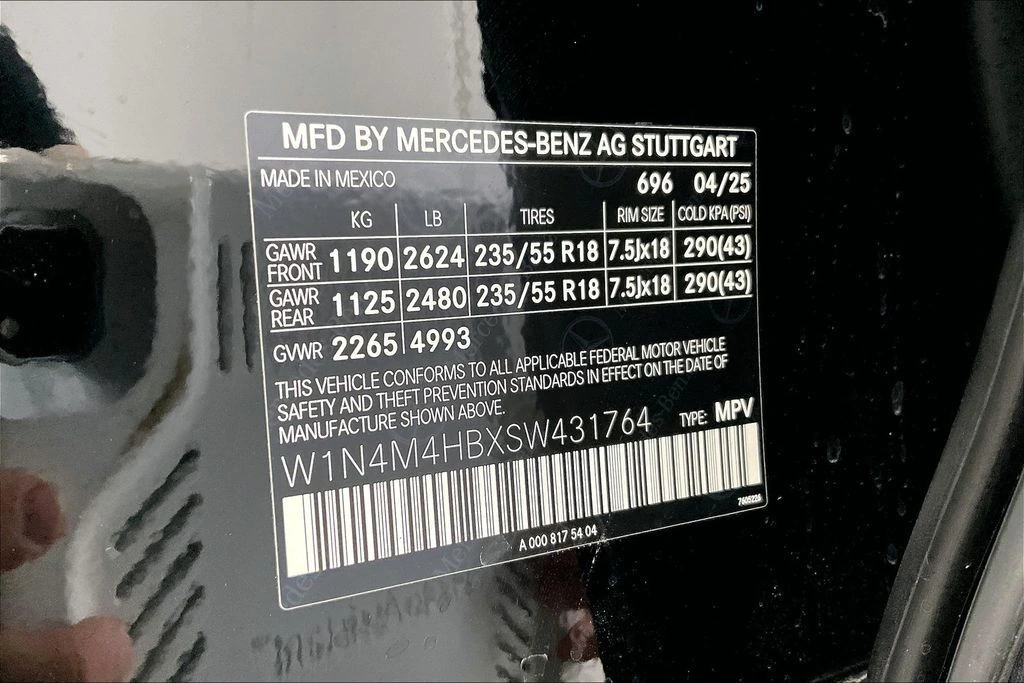 MFD BY MERCEDES-BENZ AG STUTTGART
MADE IN MEXICO 696 04/25
KG LB TIRES RIM SIZE COLD KPA(PSI)
GAWR FRONT 1190 2624 235/55 R18 7.5Jx18 290(43)
GAWR REAR 1125 2480 235/55 R18 7.5Jx18 290(43)
GVWR 2265 4993
THIS VEHICLE CONFORMS TO ALL APPLICABLE FEDERAL MOTOR VEHICLE
SAFETY AND THEFT PREVENTION STANDARDS IN EFFECT ON THE DATE OF
MANUFACTURE SHOWN ABOVE.
W1N4M4HBXSW431764 TYPE: MPV
7605226
A 000 817 54 04